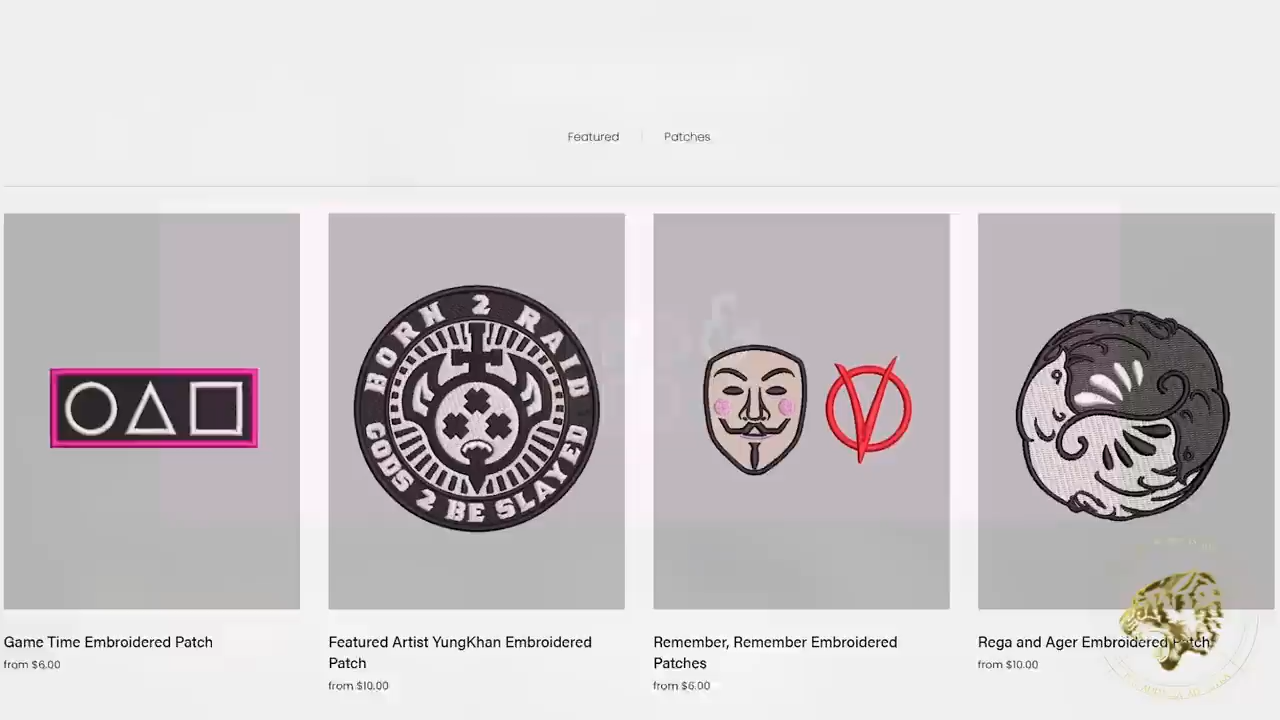 Featured
Patches
BORN 2 RAID
GODS 2 BE SLAYED
Game Time Embroidered Patch
from $6.00
Featured Artist YungKhan Embroidered
Patch
from $10.00
Remember, Remember Embroidered
Patches
from $6.00
Rega and Ager Embroidered Patch
from $10.00